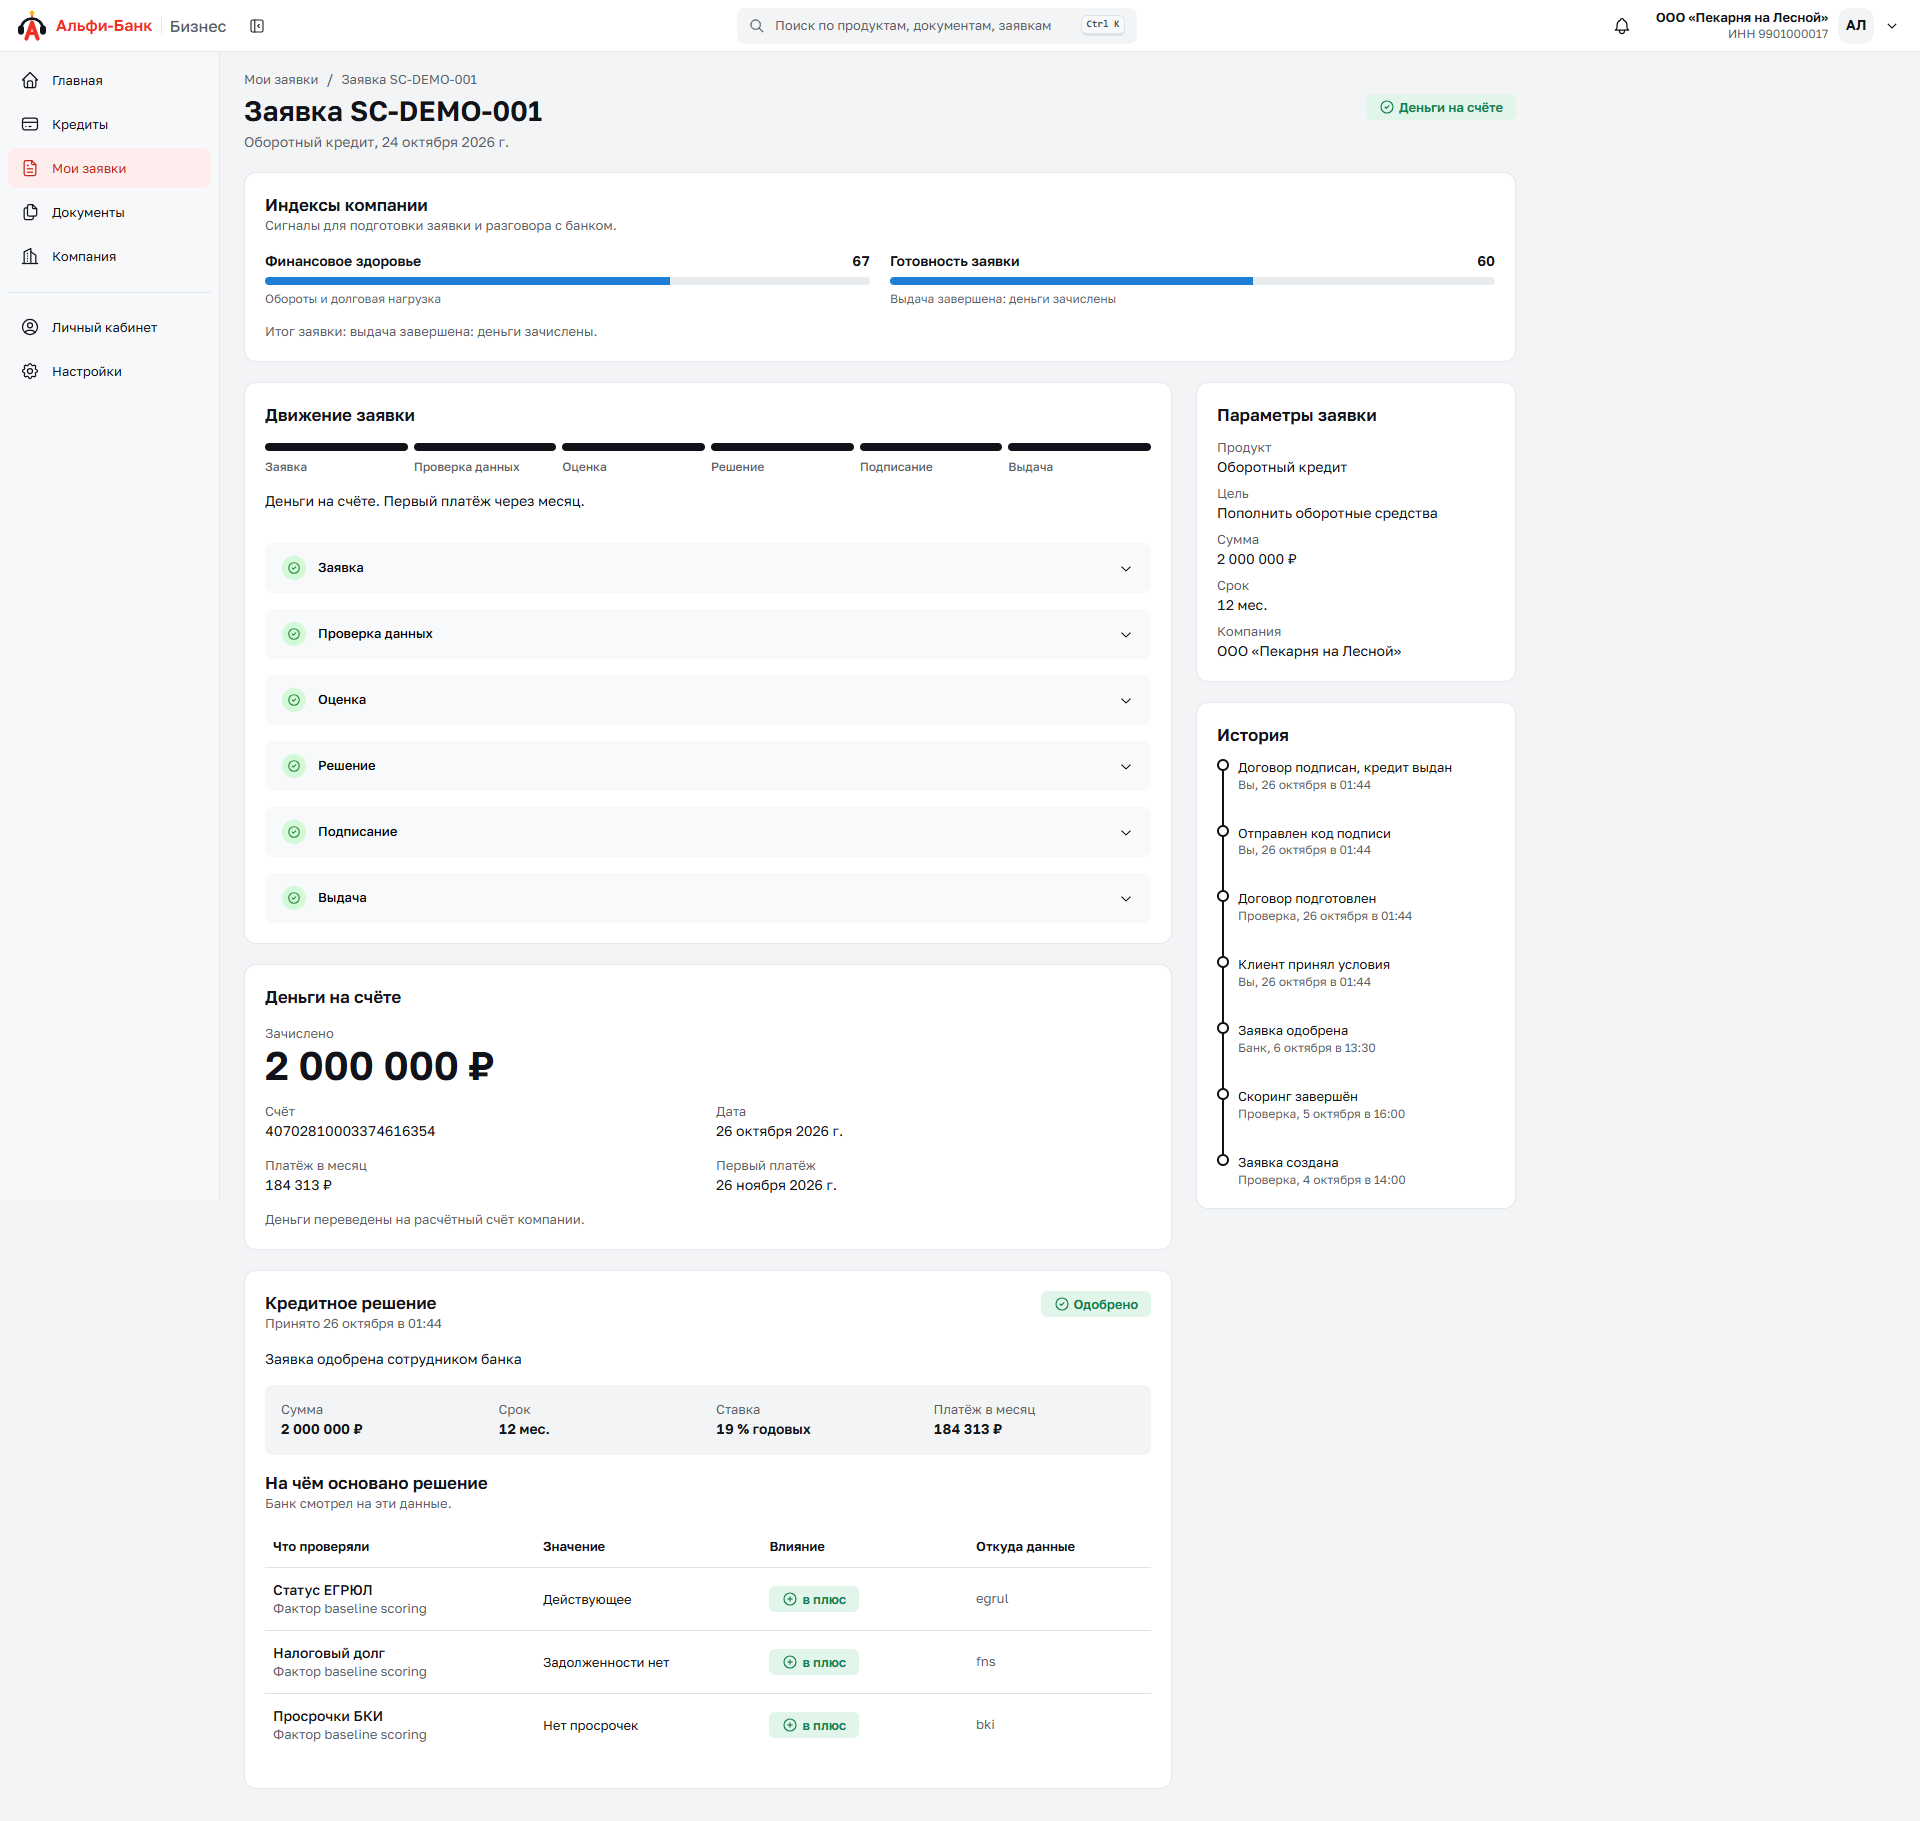 Альфи-Банк
Бизнес
Поиск по продуктам, документам, заявкам
Ctrl K
ООО «Пекарня на Лесной»
ИНН 9901000017
АЛ
Главная
Кредиты
Мои заявки
Документы
Компания
Личный кабинет
Настройки
Мои заявки / Заявка SC-DEMO-001
Заявка SC-DEMO-001
Оборотный кредит, 24 октября 2026 г.
Деньги на счёте
Индексы компании
Сигналы для подготовки заявки и разговора с банком.
Финансовое здоровье 67
Обороты и долговая нагрузка
Готовность заявки 60
Выдача завершена: деньги зачислены
Итог заявки: выдача завершена: деньги зачислены.
Движение заявки
Заявка Проверка данных Оценка Решение Подписание Выдача
Деньги на счёте. Первый платёж через месяц.
Заявка
Проверка данных
Оценка
Решение
Подписание
Выдача
Параметры заявки
Продукт
Оборотный кредит
Цель
Пополнить оборотные средства
Сумма
2 000 000 ₽
Срок
12 мес.
Компания
ООО «Пекарня на Лесной»
История
Договор подписан, кредит выдан
Вы, 26 октября в 01:44
Отправлен код подписи
Вы, 26 октября в 01:44
Договор подготовлен
Проверка, 26 октября в 01:44
Клиент принял условия
Вы, 26 октября в 01:44
Заявка одобрена
Банк, 6 октября в 13:30
Скоринг завершён
Проверка, 5 октября в 16:00
Заявка создана
Проверка, 4 октября в 14:00
Деньги на счёте
Зачислено
2 000 000 ₽
Счёт
40702810003374616354
Дата
26 октября 2026 г.
Платёж в месяц
184 313 ₽
Первый платёж
26 ноября 2026 г.
Деньги переведены на расчётный счёт компании.
Кредитное решение
Принято 26 октября в 01:44
Одобрено
Заявка одобрена сотрудником банка
Сумма
2 000 000 ₽
Срок
12 мес.
Ставка
19 % годовых
Платёж в месяц
184 313 ₽
На чём основано решение
Банк смотрел на эти данные.
Что проверяли Значение Влияние Откуда данные
Статус ЕГРЮЛ
Фактор baseline scoring
Действующее
в плюс
egrul
Налоговый долг
Фактор baseline scoring
Задолженности нет
в плюс
fns
Просрочки БКИ
Фактор baseline scoring
Нет просрочек
в плюс
bki